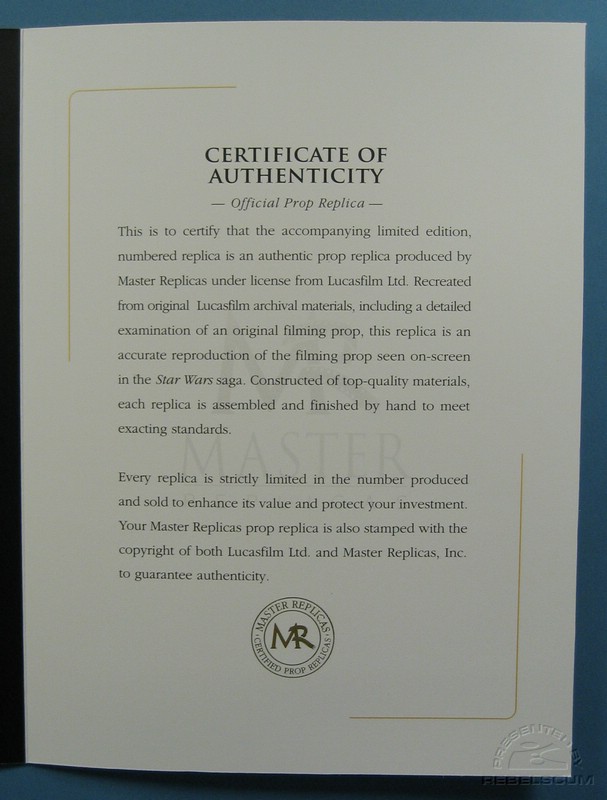 CERTIFICATE OF
AUTHENTICITY
— Official Prop Replica —
This is to certify that the accompanying limited edition,
numbered replica is an authentic prop replica produced by
Master Replicas under license from Lucasfilm Ltd. Recreated
from original Lucasfilm archival materials, including a detailed
examination of an original filming prop, this replica is an
accurate reproduction of the filming prop seen on-screen
in the Star Wars saga. Constructed of top-quality materials,
each replica is assembled and finished by hand to meet
exacting standards.
MR
MASTER
Every replica is strictly limited in the number produced
and sold to enhance its value and protect your investment.
Your Master Replicas prop replica is also stamped with the
copyright of both Lucasfilm Ltd. and Master Replicas, Inc.
to guarantee authenticity.
MASTER REPLICAS
MR
CERTIFIED PROP REPLICAS
PRESENTED BY
REBELSCUM